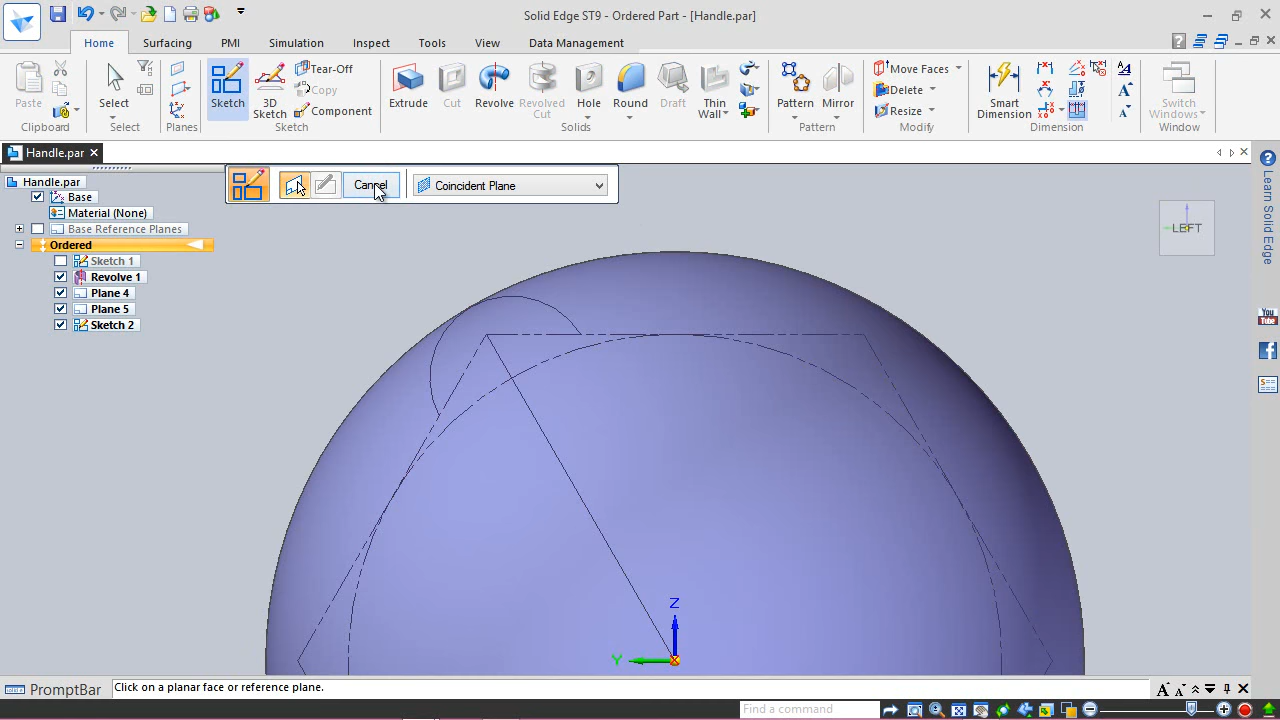 Solid Edge ST9 - Ordered Part - [Handle.par]
Home Surfacing PMI Simulation Inspect Tools View Data Management
Paste
Clipboard
Select
Select
Planes
Sketch
3D Sketch
Tear-Off
Copy
Component
Sketch
Extrude
Cut
Revolve
Revolved Cut
Hole
Round
Draft
Thin Wall
Solids
Pattern
Mirror
Pattern
Move Faces
Delete
Resize
Modify
Smart Dimension
Dimension
Switch Windows
Window
Handle.par
Cancel
Coincident Plane
Handle.par
Base
Material (None)
Base Reference Planes
Ordered
Sketch 1
Revolve 1
Plane 4
Plane 5
Sketch 2
LEFT
Learn Solid Edge
You Tube
Z
Y
PromptBar
Click on a planar face or reference plane.
Find a command